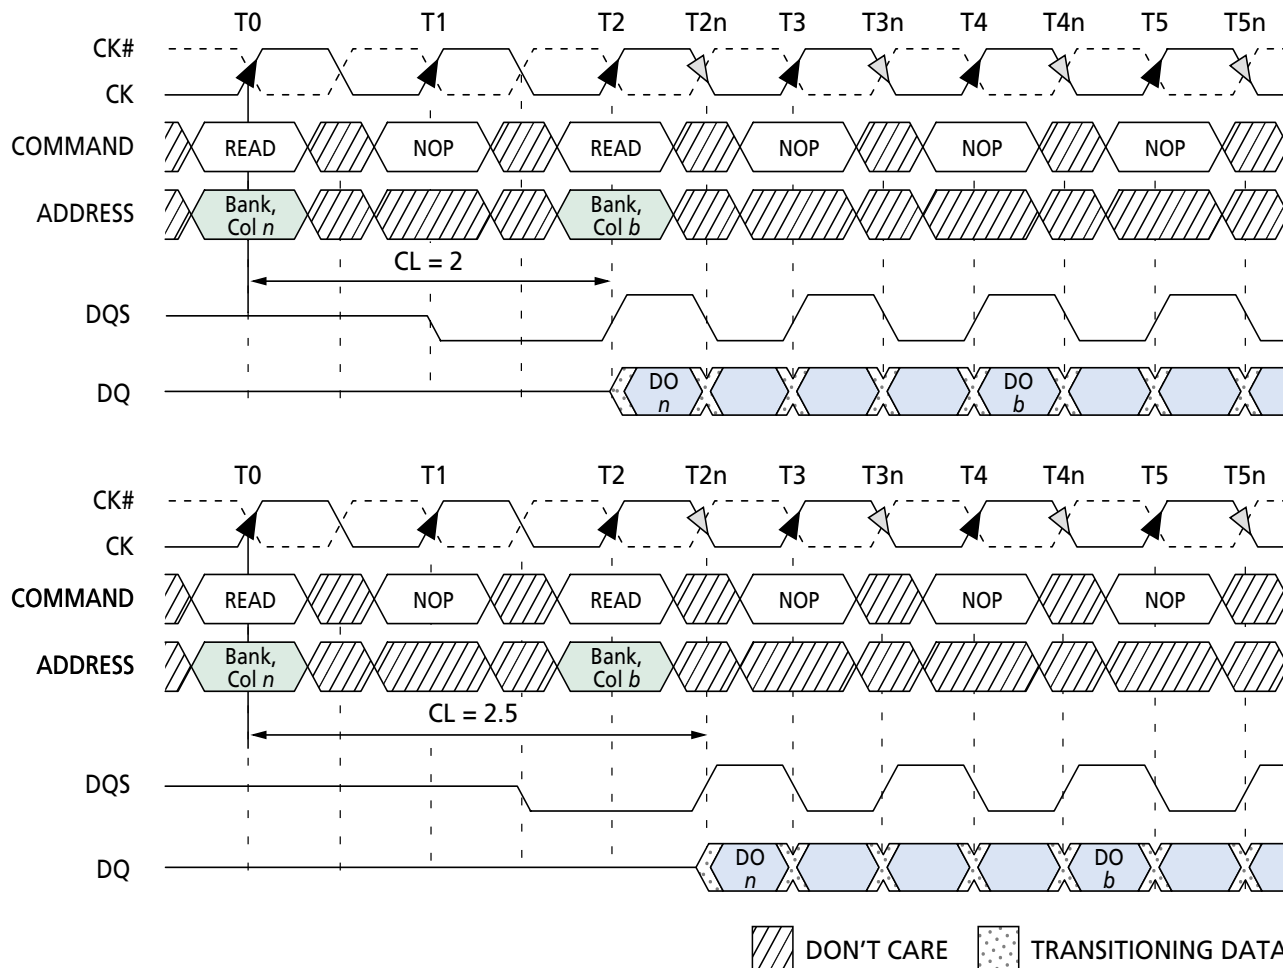 T0 T1 T2 T2n T3 T3n T4 T4n T5 T5n
CK#
CK
COMMAND READ NOP READ NOP NOP NOP
ADDRESS Bank, Bank,
Col n Col b
CL = 2
DQS
DQ DO DO
n b
T0 T1 T2 T2n T3 T3n T4 T4n T5 T5n
CK#
CK
COMMAND READ NOP READ NOP NOP NOP
ADDRESS Bank, Bank,
Col n Col b
CL = 2.5
DQS
DQ DO DO
n b
DON'T CARE TRANSITIONING DATA